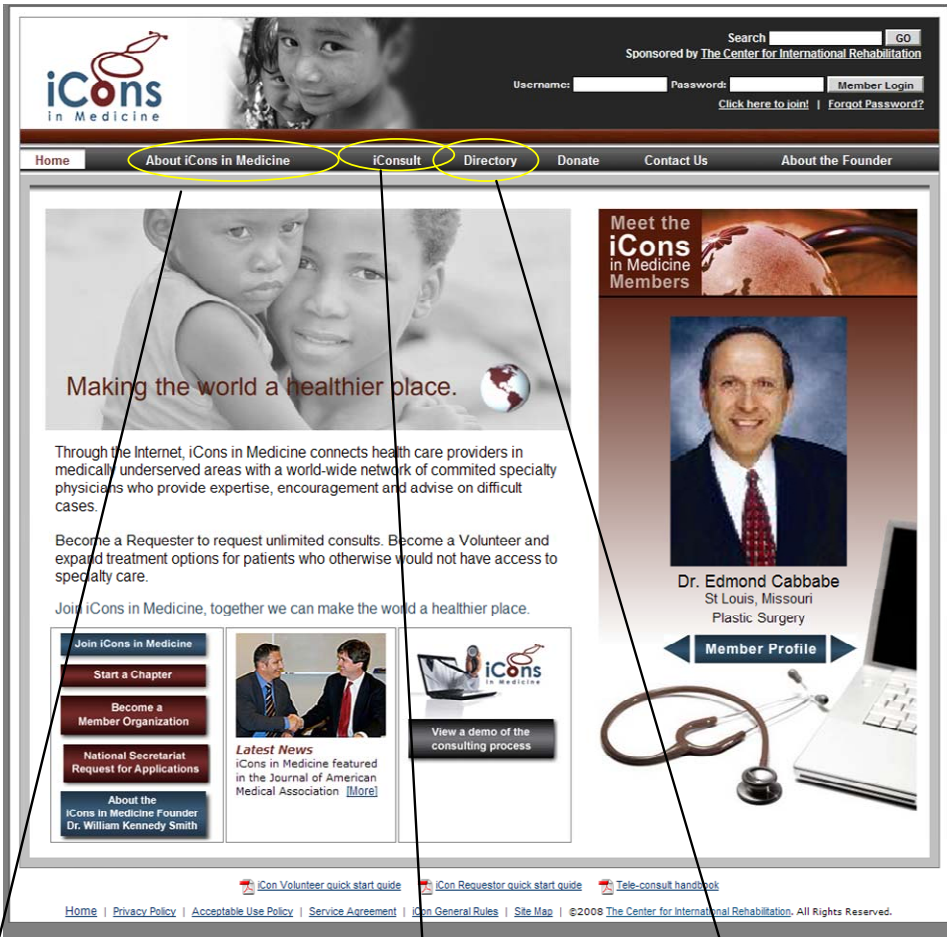 iCons
in Medicine
Search GO
Sponsored by The Center for International Rehabilitation
Username: Password: Member Login
Click here to join! | Forgot Password?
Home About iCons in Medicine iConsult Directory Donate Contact Us About the Founder
Making the world a healthier place.
Through the Internet, iCons in Medicine connects health care providers in
medically underserved areas with a world-wide network of commited specialty
physicians who provide expertise, encouragement and advise on difficult
cases.
Become a Requester to request unlimited consults. Become a Volunteer and
expand treatment options for patients who otherwise would not have access to
specialty care.
Join iCons in Medicine, together we can make the world a healthier place.
Join iCons in Medicine
Start a Chapter
Become a
Member Organization
National Secretariat
Request for Applications
About the
iCons in Medicine Founder
Dr. William Kennedy Smith
Latest News
iCons in Medicine featured
in the Journal of American
Medical Association [More]
iCons
in Medicine
View a demo of the
consulting process
Meet the
iCons
in Medicine
Members
Dr. Edmond Cabbabe
St Louis, Missouri
Plastic Surgery
Member Profile
iCon Volunteer quick start guide iCon Requestor quick start guide Tele-consult handbook
Home | Privacy Policy | Acceptable Use Policy | Service Agreement | iCon General Rules | Site Map | ©2008 The Center for International Rehabilitation. All Rights Reserved.